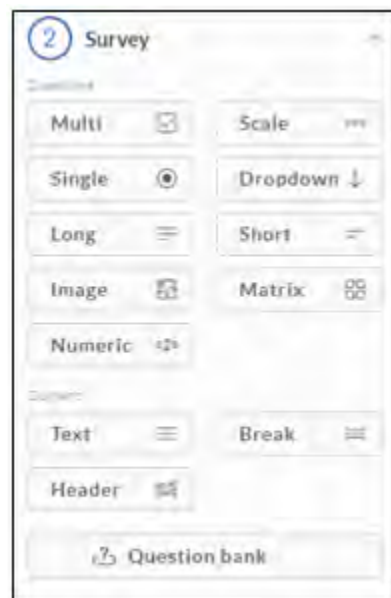 2 Survey
Multi
Scale
Single
Dropdown
Long
Short
Image
Matrix
Numeric
Text
Break
Header
Question bank